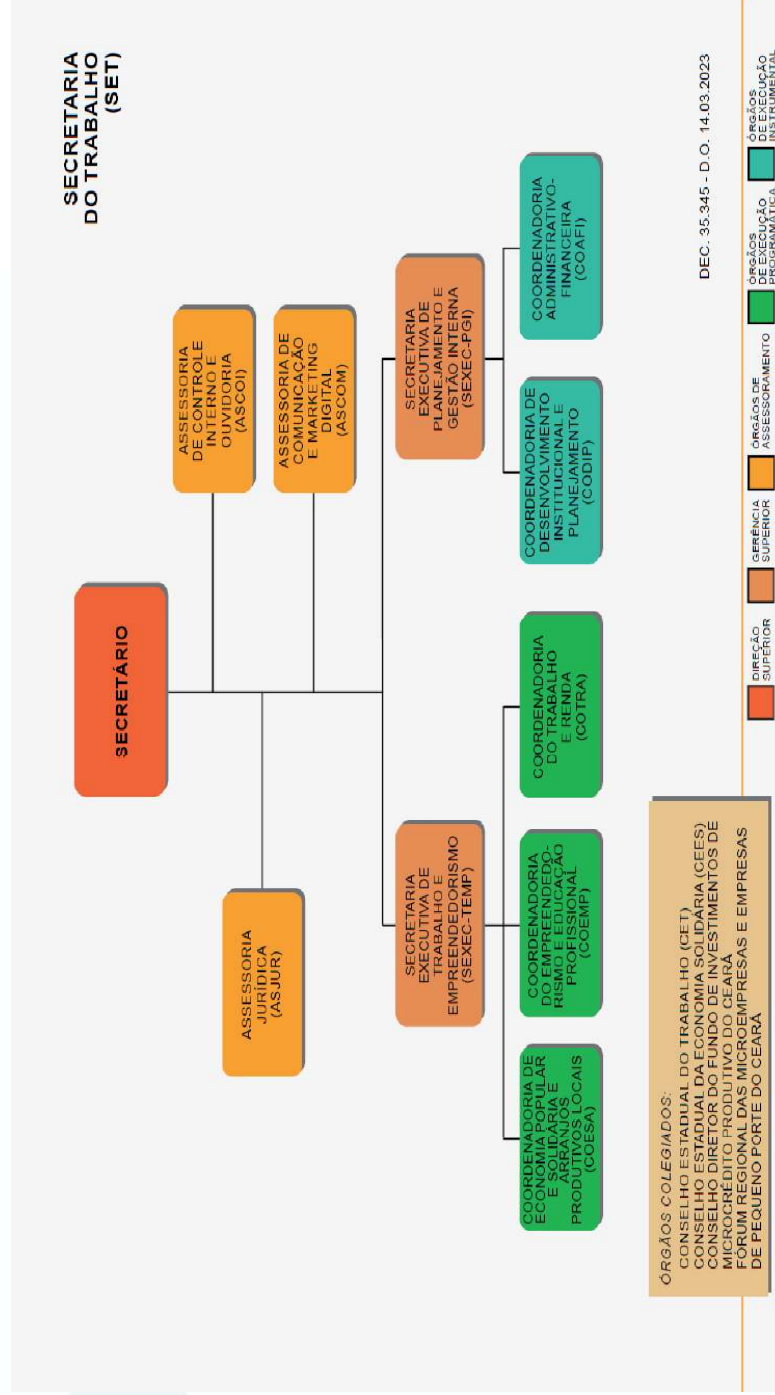 SECRETARIA
DO TRABALHO
(SET)
SECRETÁRIO
ASSESSORIA
JURÍDICA
(ASJUR)
ASSESSORIA
DE CONTROLE
INTERNO E
OUVIDORIA
(ASCOI)
ASSESSORIA DE
COMUNICAÇÃO
E MARKETING
DIGITAL
(ASCOM)
SECRETARIA
EXECUTIVA DE
TRABALHO E
EMPREENDEDORISMO
(SEXEC-TEMP)
SECRETARIA
EXECUTIVA DE
PLANEJAMENTO E
GESTÃO INTERNA
(SEXEC-PGI)
COORDENADORIA DE
ECONOMIA POPULAR
E SOLIDÁRIA E
ARRANJOS
PRODUTIVOS LOCAIS
(COESA)
COORDENADORIA
DO EMPREENDEDO-
RISMO E EDUCAÇÃO
PROFISSIONAL
(COEMP)
COORDENADORIA
DO TRABALHO
E RENDA
(COTRA)
COORDENADORIA DE
DESENVOLVIMENTO
INSTITUCIONAL E
PLANEJAMENTO
(CODIP)
COORDENADORIA
ADMINISTRATIVO-
FINANCEIRA
(COAFI)
ÓRGÃOS COLEGIADOS:
CONSELHO ESTADUAL DO TRABALHO (CET)
CONSELHO ESTADUAL DA ECONOMIA SOLIDÁRIA (CEES)
CONSELHO DIRETOR DO FUNDO DE INVESTIMENTOS DE
MICROCRÉDITO PRODUTIVO DO CEARÁ
FÓRUM REGIONAL DAS MICROEMPRESAS E EMPRESAS
DE PEQUENO PORTE DO CEARÁ
DEC. 35.345 - D.O. 14.03.2023
DIREÇÃO
SUPERIOR
GERÊNCIA
SUPERIOR
ÓRGÃOS DE
ASSESSORAMENTO
ÓRGÃOS
DE EXECUÇÃO
PROGRAMÁTICA
ÓRGÃOS
DE EXECUÇÃO
INSTRUMENTAL